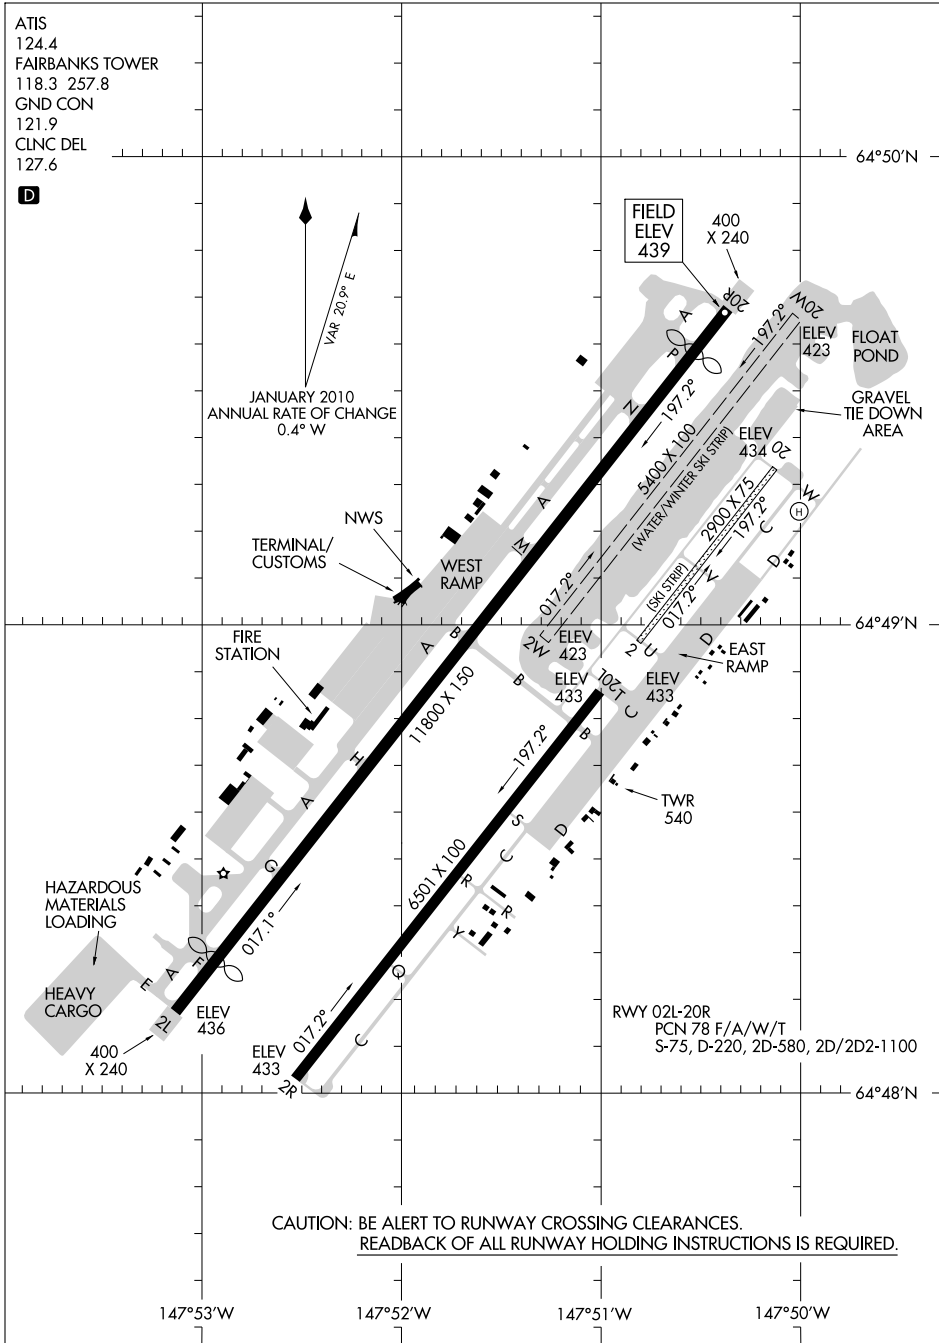 ATIS
124.4
FAIRBANKS TOWER
118.3 257.8
GND CON
121.9
CLNC DEL
127.6
D
64°50'N
VAR 20.9° E
JANUARY 2010
ANNUAL RATE OF CHANGE
0.4° W
FIELD
ELEV
439
400
X 240
20R
A
P
197.2°
Z
20W
197.2°
ELEV
423
FLOAT
POND
GRAVEL
TIE DOWN
AREA
5400 X 100
(WATER/WINTER SKI STRIP)
ELEV
434
20
2900 X 75
197.2°
W
H
C
D
NWS
TERMINAL/
CUSTOMS
WEST
RAMP
A
M
017.2°
(SKI STRIP)
V
017.2°
64°49'N
FIRE
STATION
A
B
2W
ELEV
423
2
U
D
EAST
RAMP
B
ELEV
433
20L
T
ELEV
433
C
B
11800 X 150
H
A
197.2°
TWR
540
S
C
D
G
6501 X 100
R
R
Y
017.1°
HAZARDOUS
MATERIALS
LOADING
HEAVY
CARGO
E
A
F
Q
2L
ELEV
436
400
X 240
017.2°
C
ELEV
433
2R
RWY 02L-20R
PCN 78 F/A/W/T
S-75, D-220, 2D-580, 2D/2D2-1100
64°48'N
CAUTION: BE ALERT TO RUNWAY CROSSING CLEARANCES.
READBACK OF ALL RUNWAY HOLDING INSTRUCTIONS IS REQUIRED.
147°53'W
147°52'W
147°51'W
147°50'W